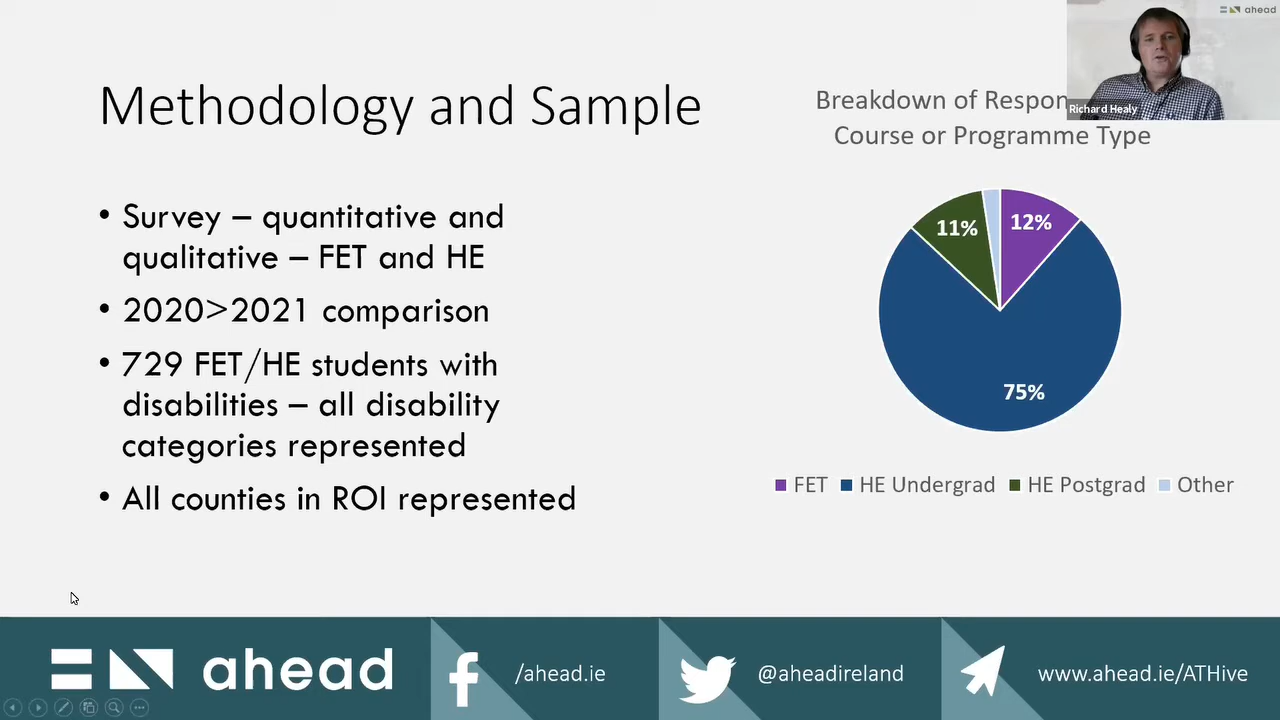 ahead
Richard Healy
Methodology and Sample
• Survey – quantitative and
qualitative – FET and HE
• 2020>2021 comparison
• 729 FET/HE students with
disabilities – all disability
categories represented
• All counties in ROI represented
Breakdown of
Course or Programme Type
11%
12%
75%
FET HE Undergrad HE Postgrad Other
ahead
/ahead.ie
@aheadireland
www.ahead.ie/ATHive